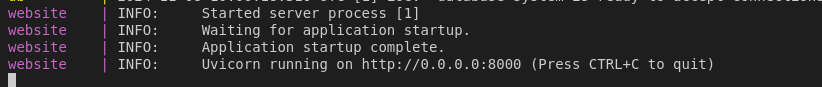 website    | INFO:     Started server process [1]
website    | INFO:     Waiting for application startup.
website    | INFO:     Application startup complete.
website    | INFO:     Uvicorn running on http://0.0.0.0:8000 (Press CTRL+C to quit)